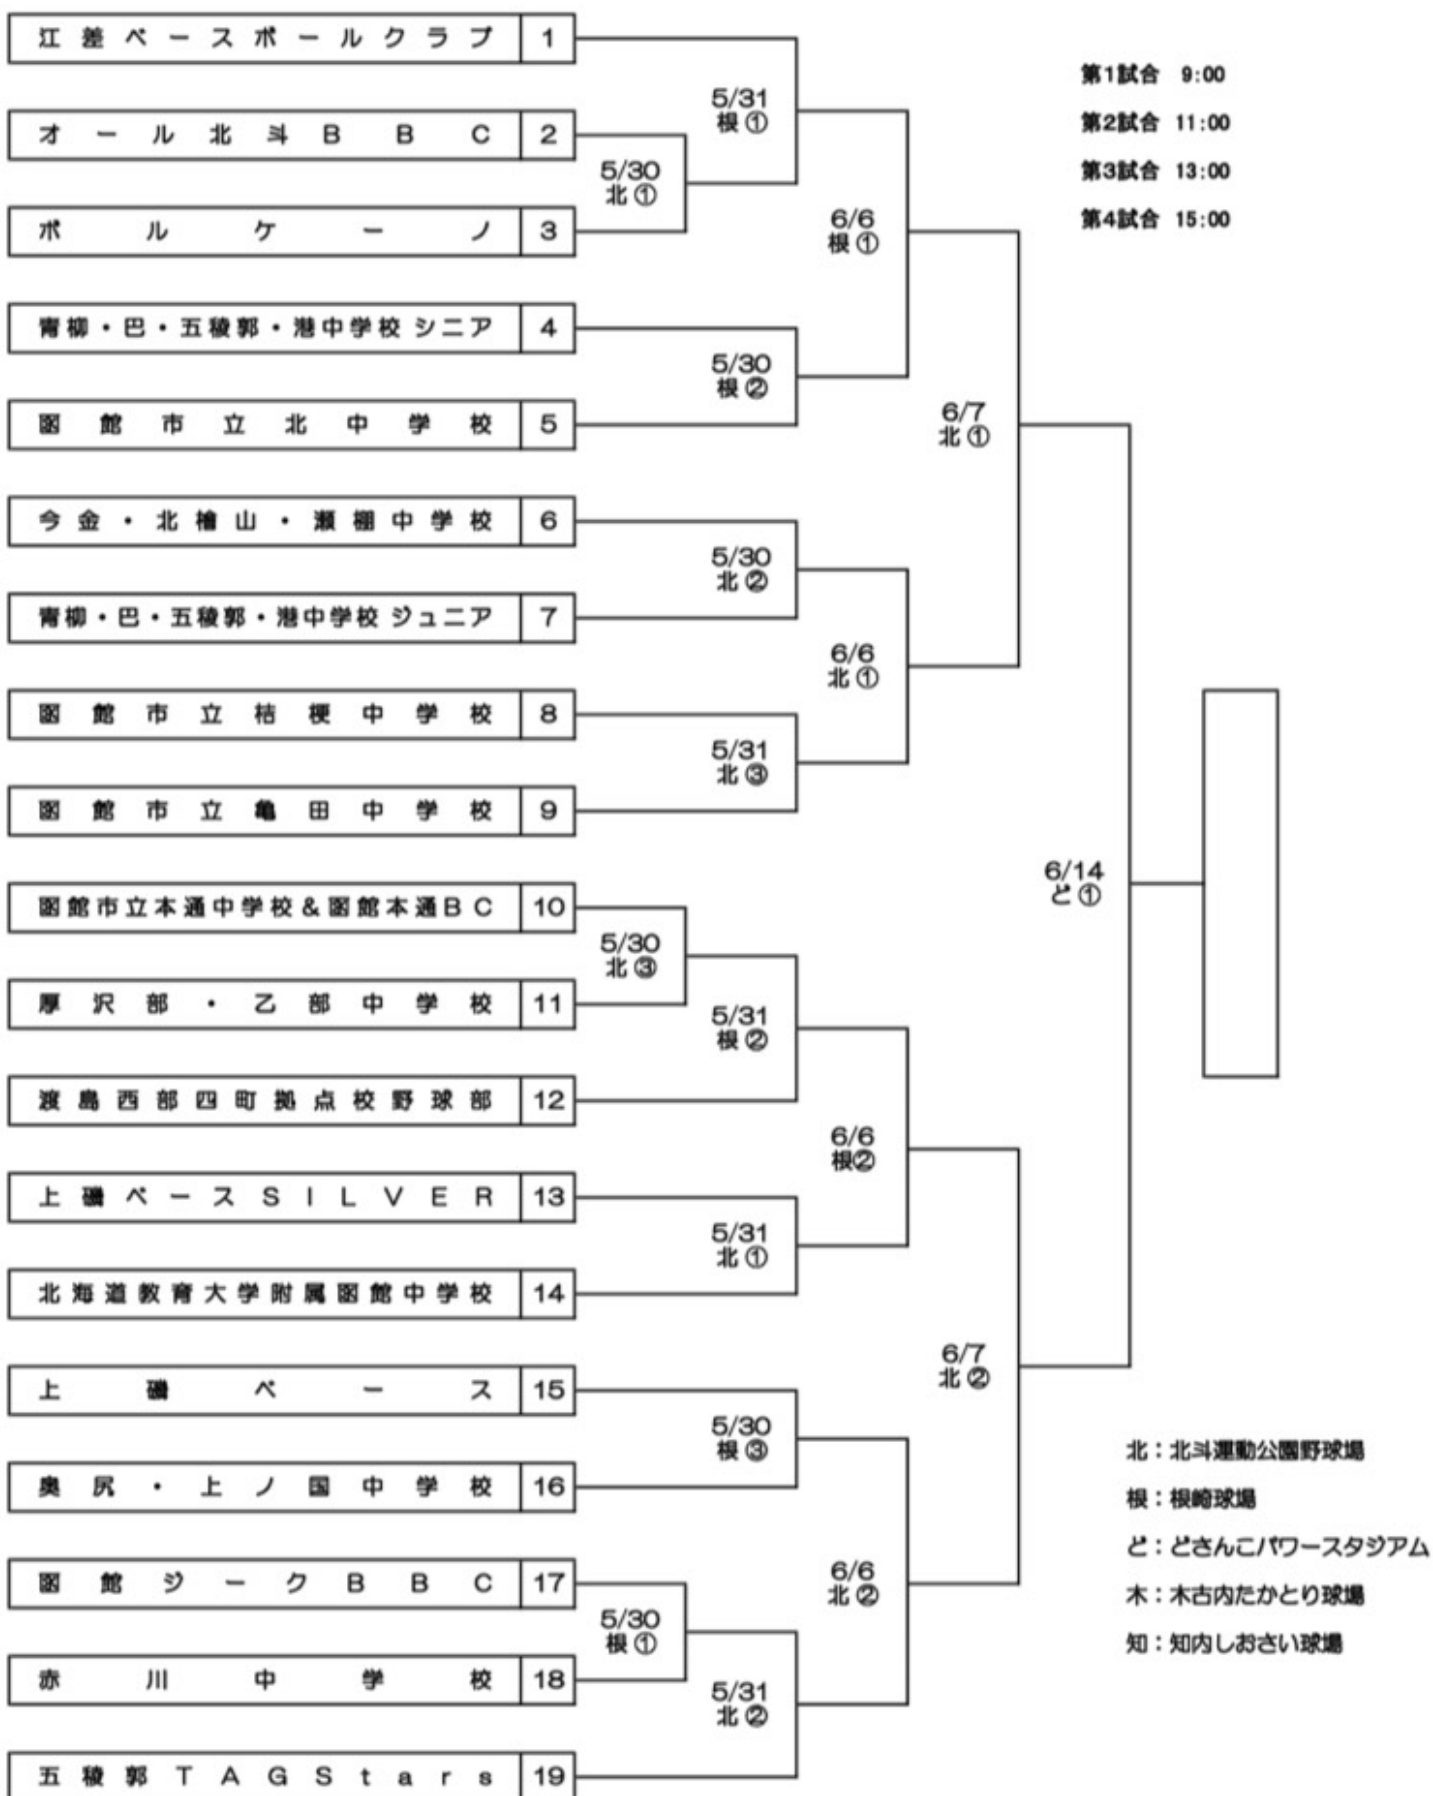 江差ベースボールクラブ 1
第1試合 9:00
5/31
根①
第2試合 11:00
オール北斗BBC 2
5/30
北①
第3試合 13:00
第4試合 15:00
ボルケーノ 3
6/6
根①
青柳・巴・五稜郭・港中学校 シニア 4
5/30
根②
函館市立北中学校 5
6/7
北①
今金・北檜山・瀬棚中学校 6
5/30
北②
青柳・巴・五稜郭・港中学校 ジュニア 7
6/6
北①
函館市立桔梗中学校 8
5/31
北③
函館市立亀田中学校 9
6/14
ど①
函館市立本通中学校&函館本通BC 10
5/30
北③
厚沢部・乙部中学校 11
5/31
根②
渡島西部四町拠点校野球部 12
6/6
根②
上磯ベースSILVER 13
5/31
北①
北海道教育大学附属函館中学校 14
6/7
北②
上磯ベース 15
5/30
根③
北：北斗運動公園野球場
奥尻・上ノ国中学校 16
根：根崎球場
ど：どさんこパワースタジアム
函館ジークBBC 17
6/6
北②
木：木古内たかとり球場
5/30
根①
知：知内しおさい球場
赤川中学校 18
5/31
北②
五稜郭TAGStars 19